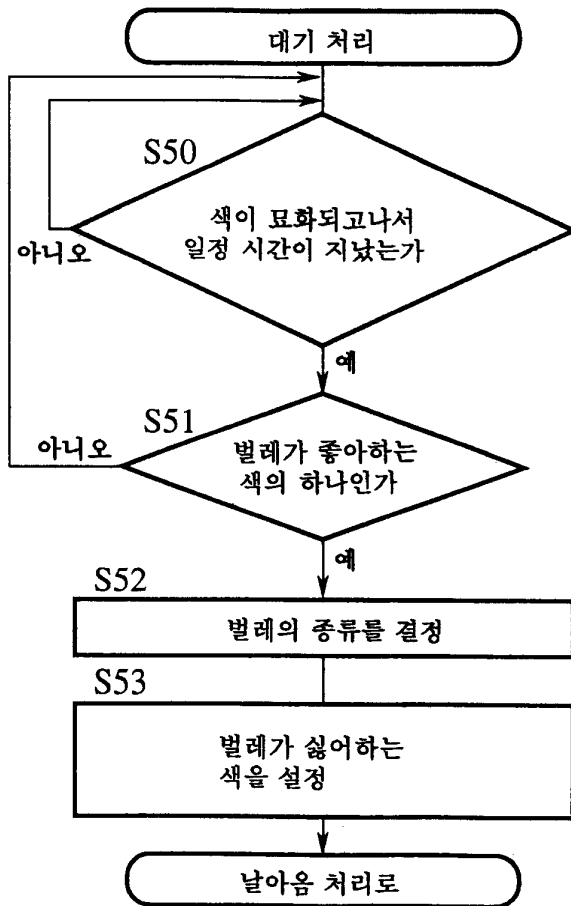 대기 처리
S50
색이 묘화되고나서
일정 시간이 지났는가
아니오
예
S51
아니오
벌레가 좋아하는
색의 하나인가
예
S52
벌레의 종류를 결정
S53
벌레가 싫어하는
색을 설정
날아옴 처리로